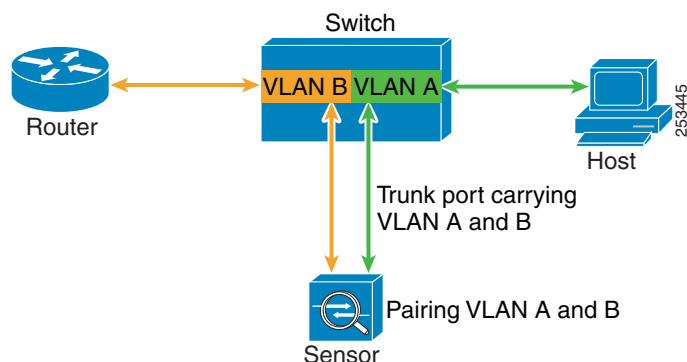 Switch
VLAN B VLAN A
Router
Host
253445
Trunk port carrying
VLAN A and B
Pairing VLAN A and B
Sensor